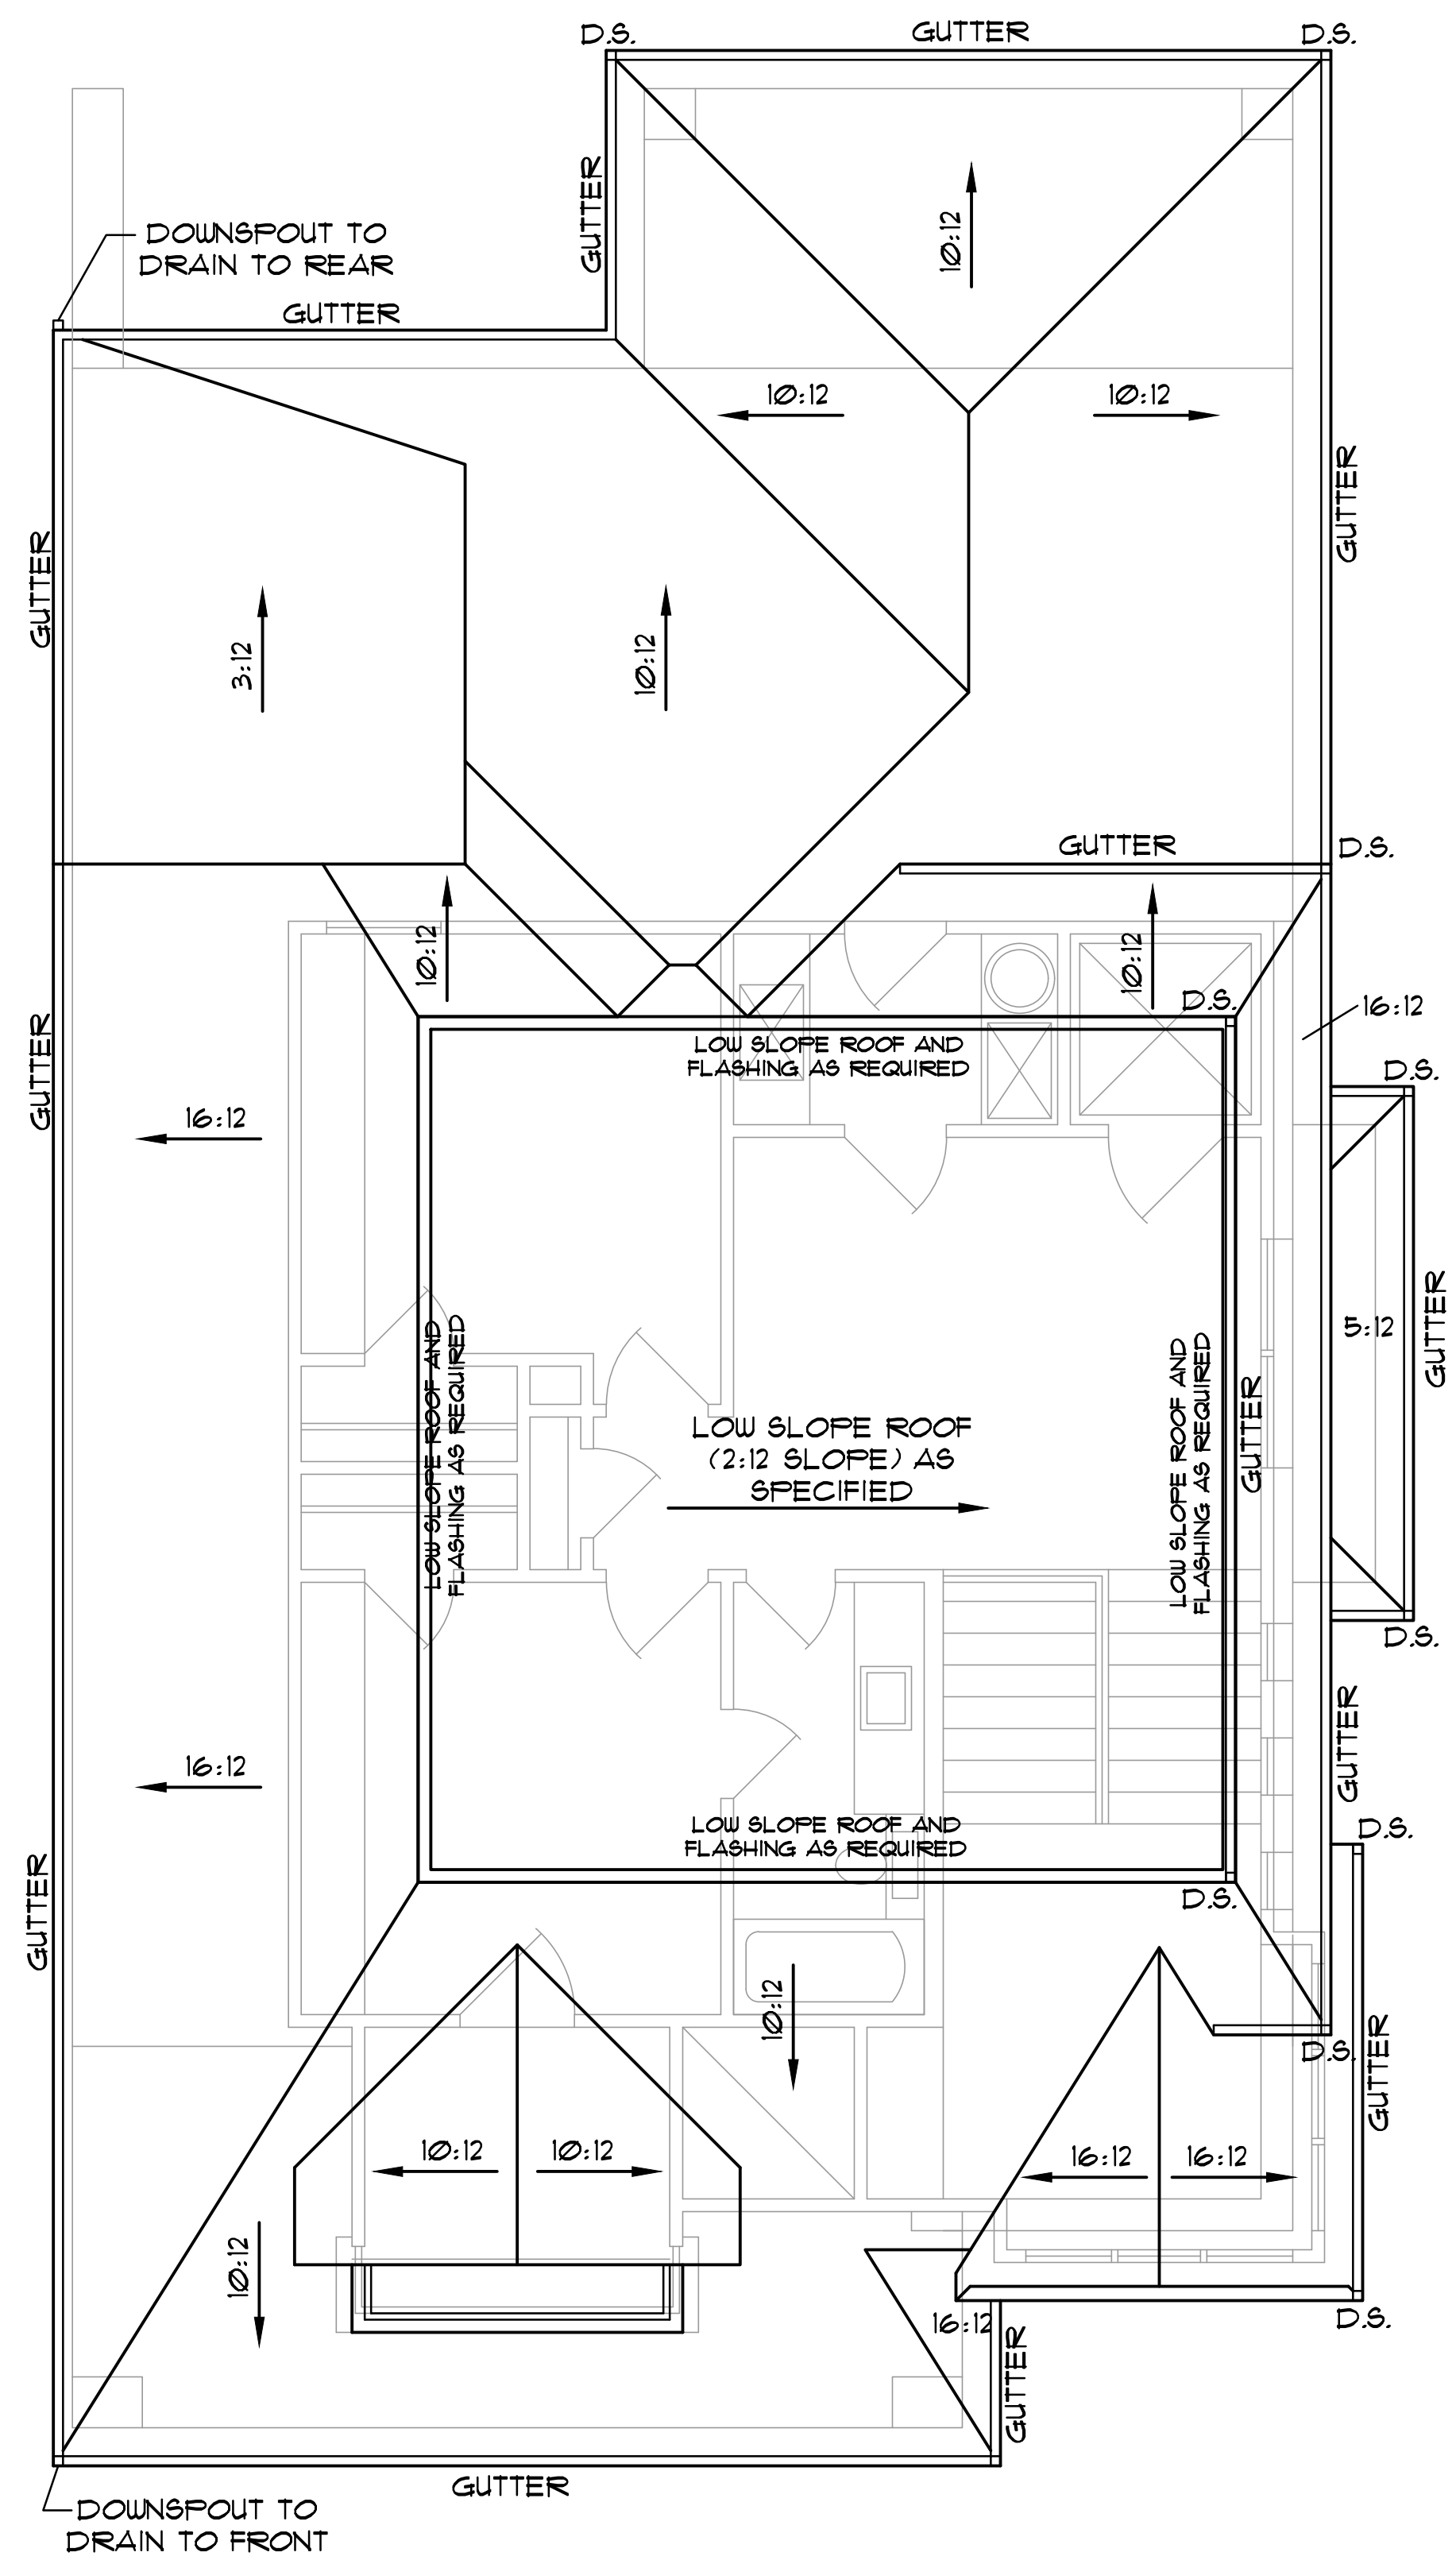 D.S.
GUTTER
D.S.
GUTTER
DOWNSPOUT TO
DRAIN TO REAR
10:12
GUTTER
10:12
10:12
GUTTER
GUTTER
3:12
10:12
GUTTER
D.S.
10:12
10:12
D.S.
16:12
GUTTER
LOW SLOPE ROOF AND
FLASHING AS REQUIRED
D.S.
16:12
5:12
GUTTER
LOW SLOPE ROOF AND
FLASHING AS REQUIRED
LOW SLOPE ROOF
(2:12 SLOPE) AS
SPECIFIED
LOW SLOPE ROOF AND
FLASHING AS REQUIRED
GUTTER
D.S.
16:12
GUTTER
LOW SLOPE ROOF AND
FLASHING AS REQUIRED
D.S.
GUTTER
D.S.
10:12
D.S.
GUTTER
10:12
10:12
16:12
16:12
10:12
16:12
D.S.
GUTTER
GUTTER
DOWNSPOUT TO
DRAIN TO FRONT